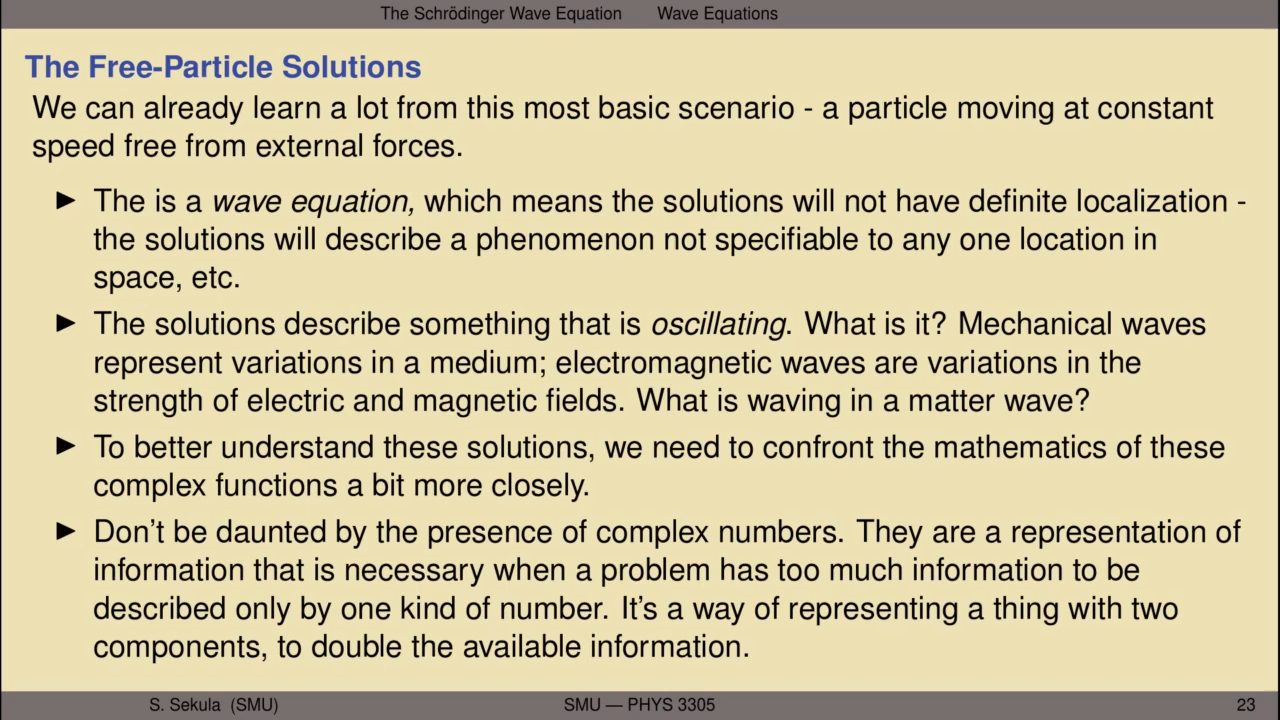 The Schrödinger Wave Equation Wave Equations
The Free-Particle Solutions
We can already learn a lot from this most basic scenario - a particle moving at constant
speed free from external forces.
▶ The is a wave equation, which means the solutions will not have definite localization -
the solutions will describe a phenomenon not specifiable to any one location in
space, etc.
▶ The solutions describe something that is oscillating. What is it? Mechanical waves
represent variations in a medium; electromagnetic waves are variations in the
strength of electric and magnetic fields. What is waving in a matter wave?
▶ To better understand these solutions, we need to confront the mathematics of these
complex functions a bit more closely.
▶ Don't be daunted by the presence of complex numbers. They are a representation of
information that is necessary when a problem has too much information to be
described only by one kind of number. It's a way of representing a thing with two
components, to double the available information.
S. Sekula (SMU) SMU — PHYS 3305 23